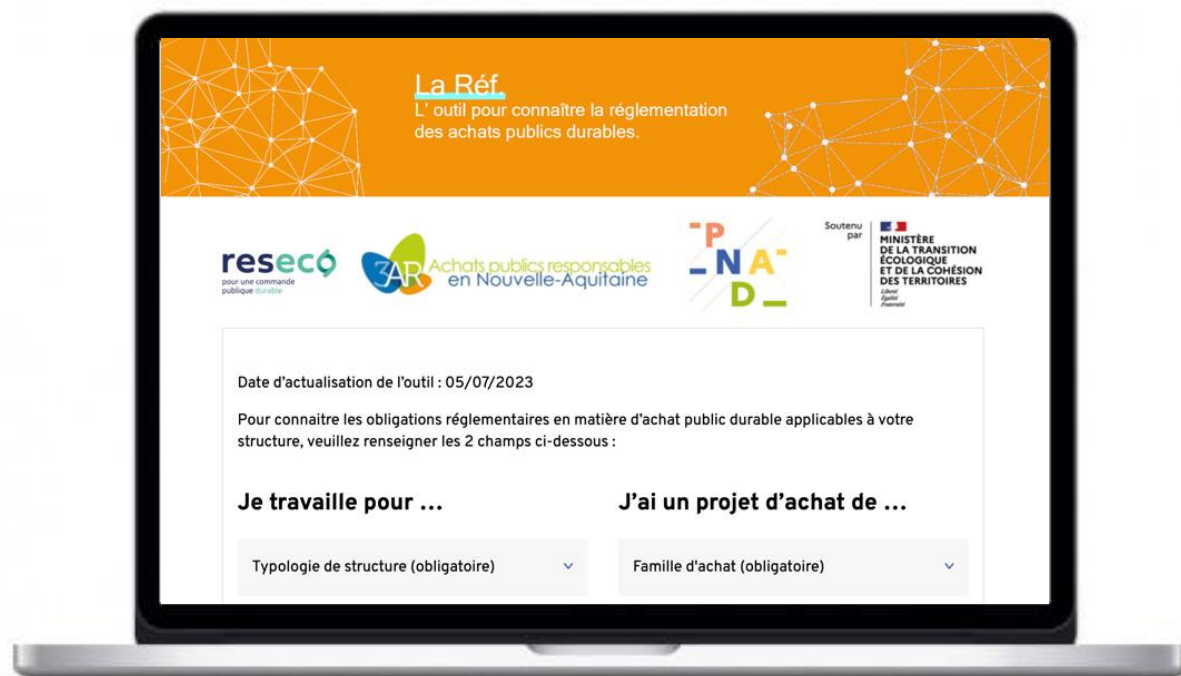 La Réf.
L' outil pour connaître la réglementation
des achats publics durables.
reseco
pour une commande
publique durable
3AR Achats publics responsables
en Nouvelle-Aquitaine
P
NA
D
Soutenu
par
MINISTÈRE
DE LA TRANSITION
ÉCOLOGIQUE
ET DE LA COHÉSION
DES TERRITOIRES
Liberté
Égalité
Fraternité
Date d'actualisation de l'outil : 05/07/2023
Pour connaitre les obligations réglementaires en matière d'achat public durable applicables à votre
structure, veuillez renseigner les 2 champs ci-dessous :
Je travaille pour ...
J'ai un projet d'achat de ...
Typologie de structure (obligatoire)
Famille d'achat (obligatoire)